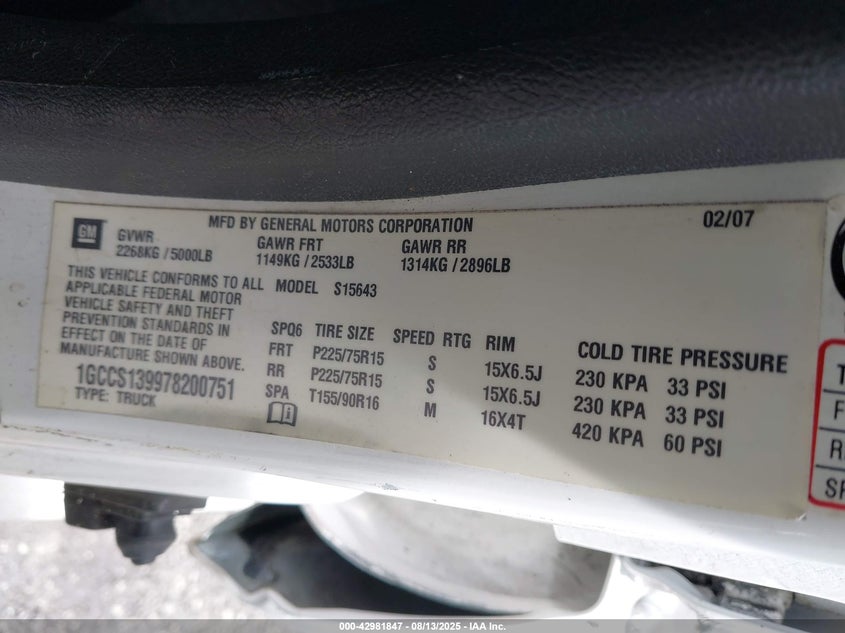 GM
MFD BY GENERAL MOTORS CORPORATION 02/07
GVWR GAWR FRT GAWR RR
2268KG / 5000LB 1149KG / 2533LB 1314KG / 2896LB
THIS VEHICLE CONFORMS TO ALL
APPLICABLE FEDERAL MOTOR
VEHICLE SAFETY AND THEFT
PREVENTION STANDARDS IN
EFFECT ON THE DATE OF
MANUFACTURE SHOWN ABOVE.
1GCCS139978200751
TYPE: TRUCK
MODEL S15643
SPQ6 TIRE SIZE SPEED RTG RIM COLD TIRE PRESSURE
FRT P225/75R15 S 15X6.5J 230 KPA 33 PSI
RR P225/75R15 S 15X6.5J 230 KPA 33 PSI
SPA T155/90R16 M 16X4T 420 KPA 60 PSI
T
F
R
SP
000-42981847 - 08/13/2025 - IAA Inc.